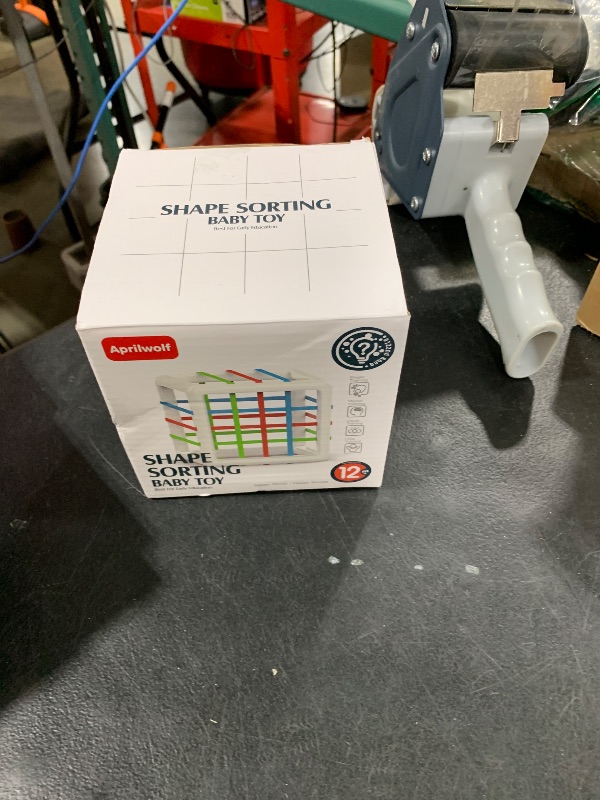 SHAPE SORTING
BABY TOY
Best For Early Education
Aprilwolf
SHAPE
SORTING
BABY TOY
Best For Early Education
12